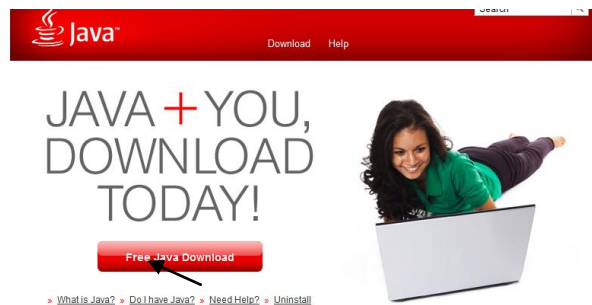 Search
Java™
Download Help
JAVA + YOU,
DOWNLOAD
TODAY!
Free Java Download
» What is Java? » Do I have Java? » Need Help? » Uninstall